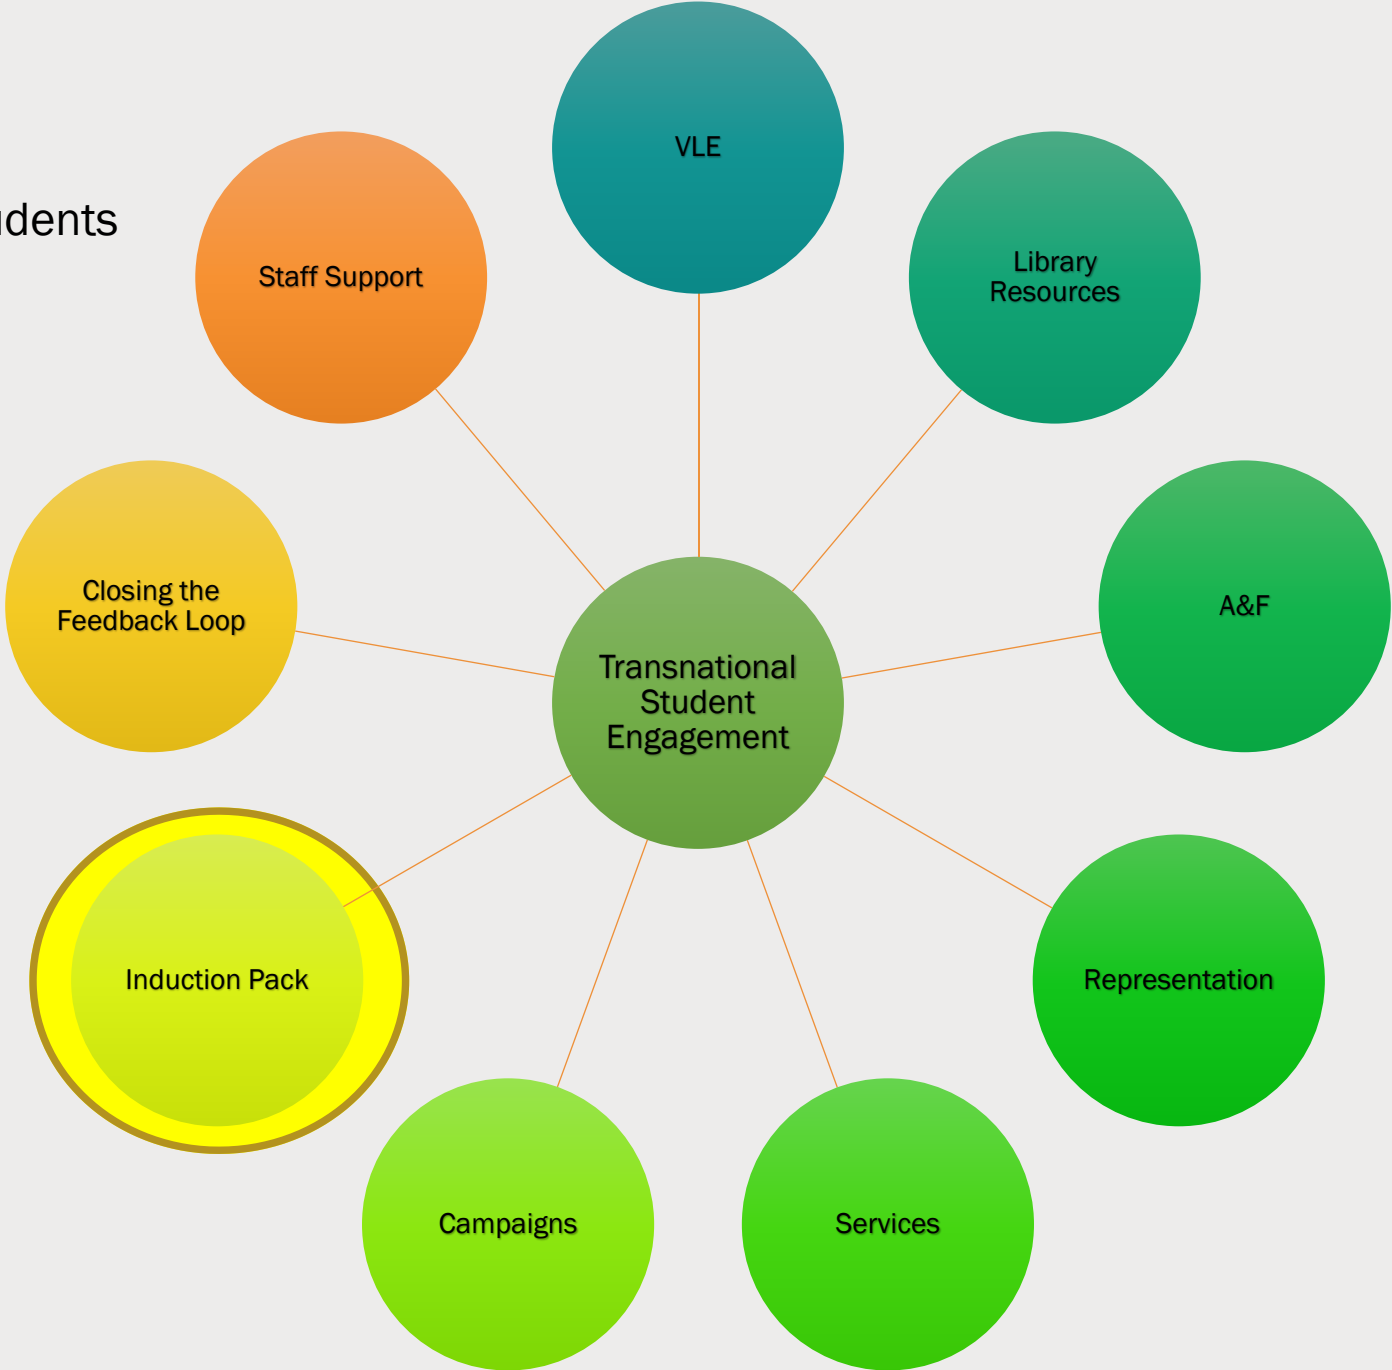 VLE
udents
Staff Support
Library
Resources
Closing the
Feedback Loop
A&F
Transnational
Student
Engagement
Induction Pack
Representation
Campaigns
Services